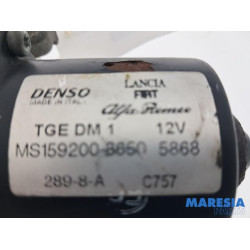 DENSO
MADE IN ITALY
LANCIA
FIAT
Alfa Romeo
TGE DM 1 12V
MS159200-8650 5868
289-8-A C757
MARESIA